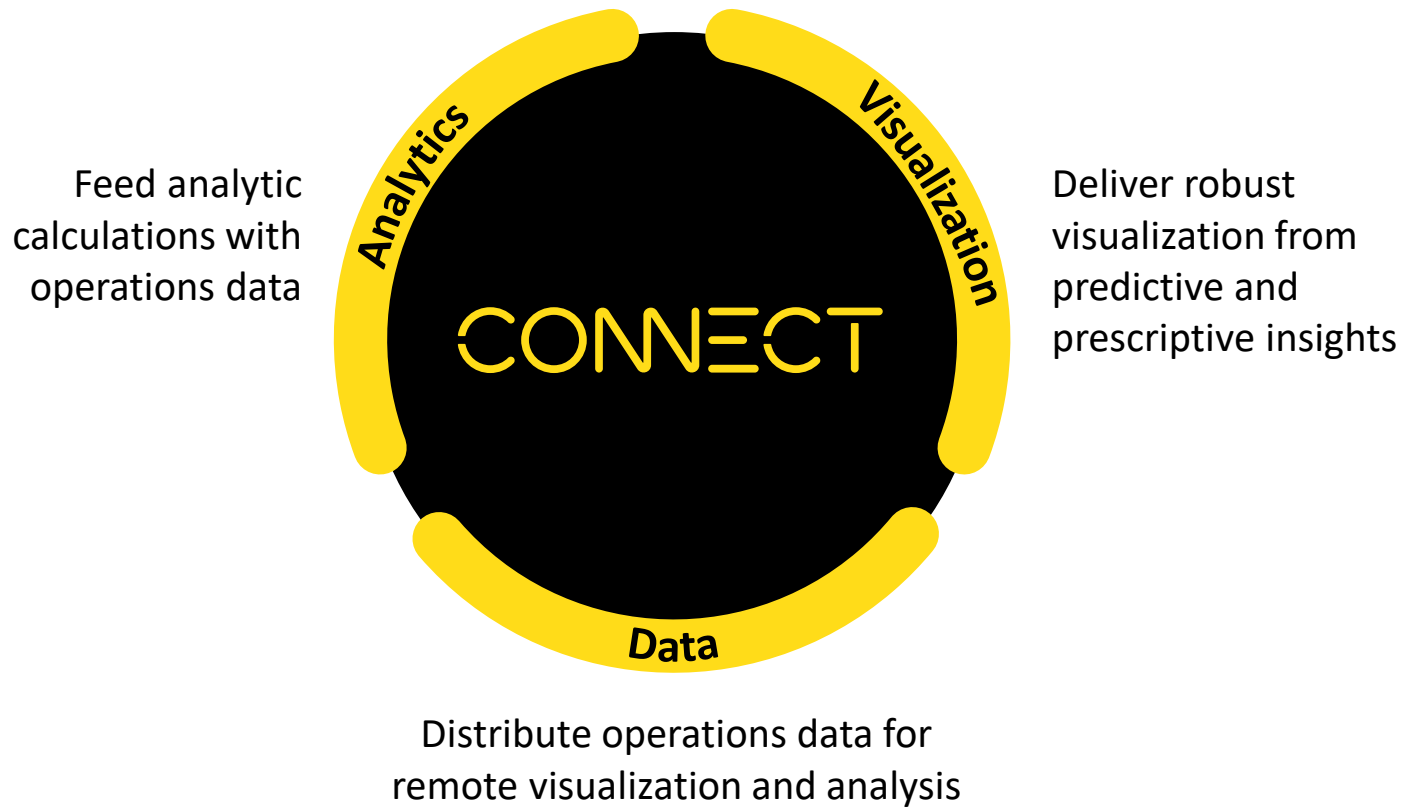 Analytics
Visualization
Feed analytic
calculations with
operations data
CONNECT
Deliver robust
visualization from
predictive and
prescriptive insights
Data
Distribute operations data for
remote visualization and analysis